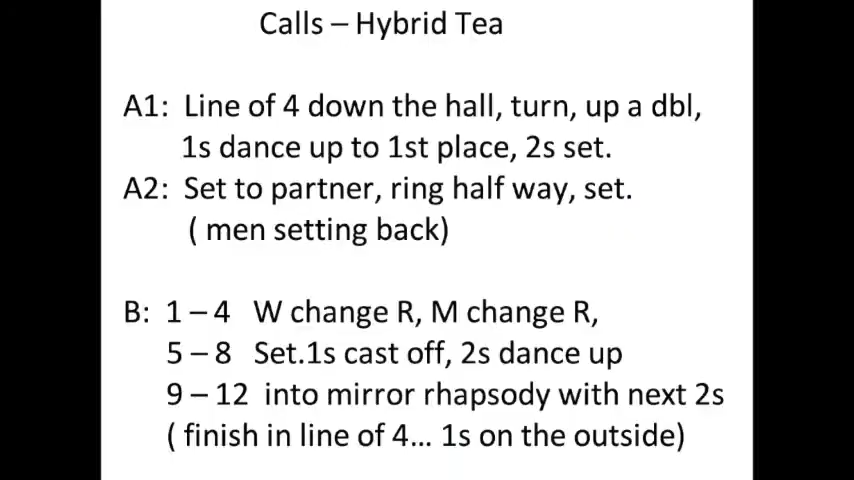 Calls – Hybrid Tea
A1: Line of 4 down the hall, turn, up a dbl,
1s dance up to 1st place, 2s set.
A2: Set to partner, ring half way, set.
( men setting back)
B: 1 – 4 W change R, M change R,
5 – 8 Set.1s cast off, 2s dance up
9 – 12 into mirror rhapsody with next 2s
( finish in line of 4... 1s on the outside)